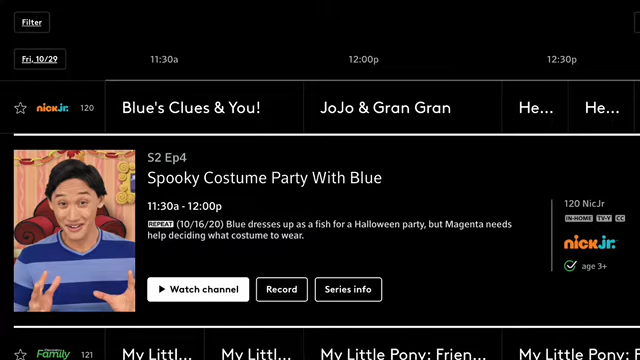 Filter
Fri, 10/29 11:30a 12:00p 12:30p
nick jr. 120 Blue's Clues & You! JoJo & Gran Gran He... He...
S2 Ep4
Spooky Costume Party With Blue
11:30a - 12:00p
REPEAT (10/16/20) Blue dresses up as a fish for a Halloween party, but Magenta needs
help deciding what costume to wear.
120 NicJr
IN-HOME TV-Y CC
nick jr.
age 3+
Watch channel Record Series info
Discovery
Family 121 My Littl... My Littl... My Little Pony: Frien... My Little Pony: Frien